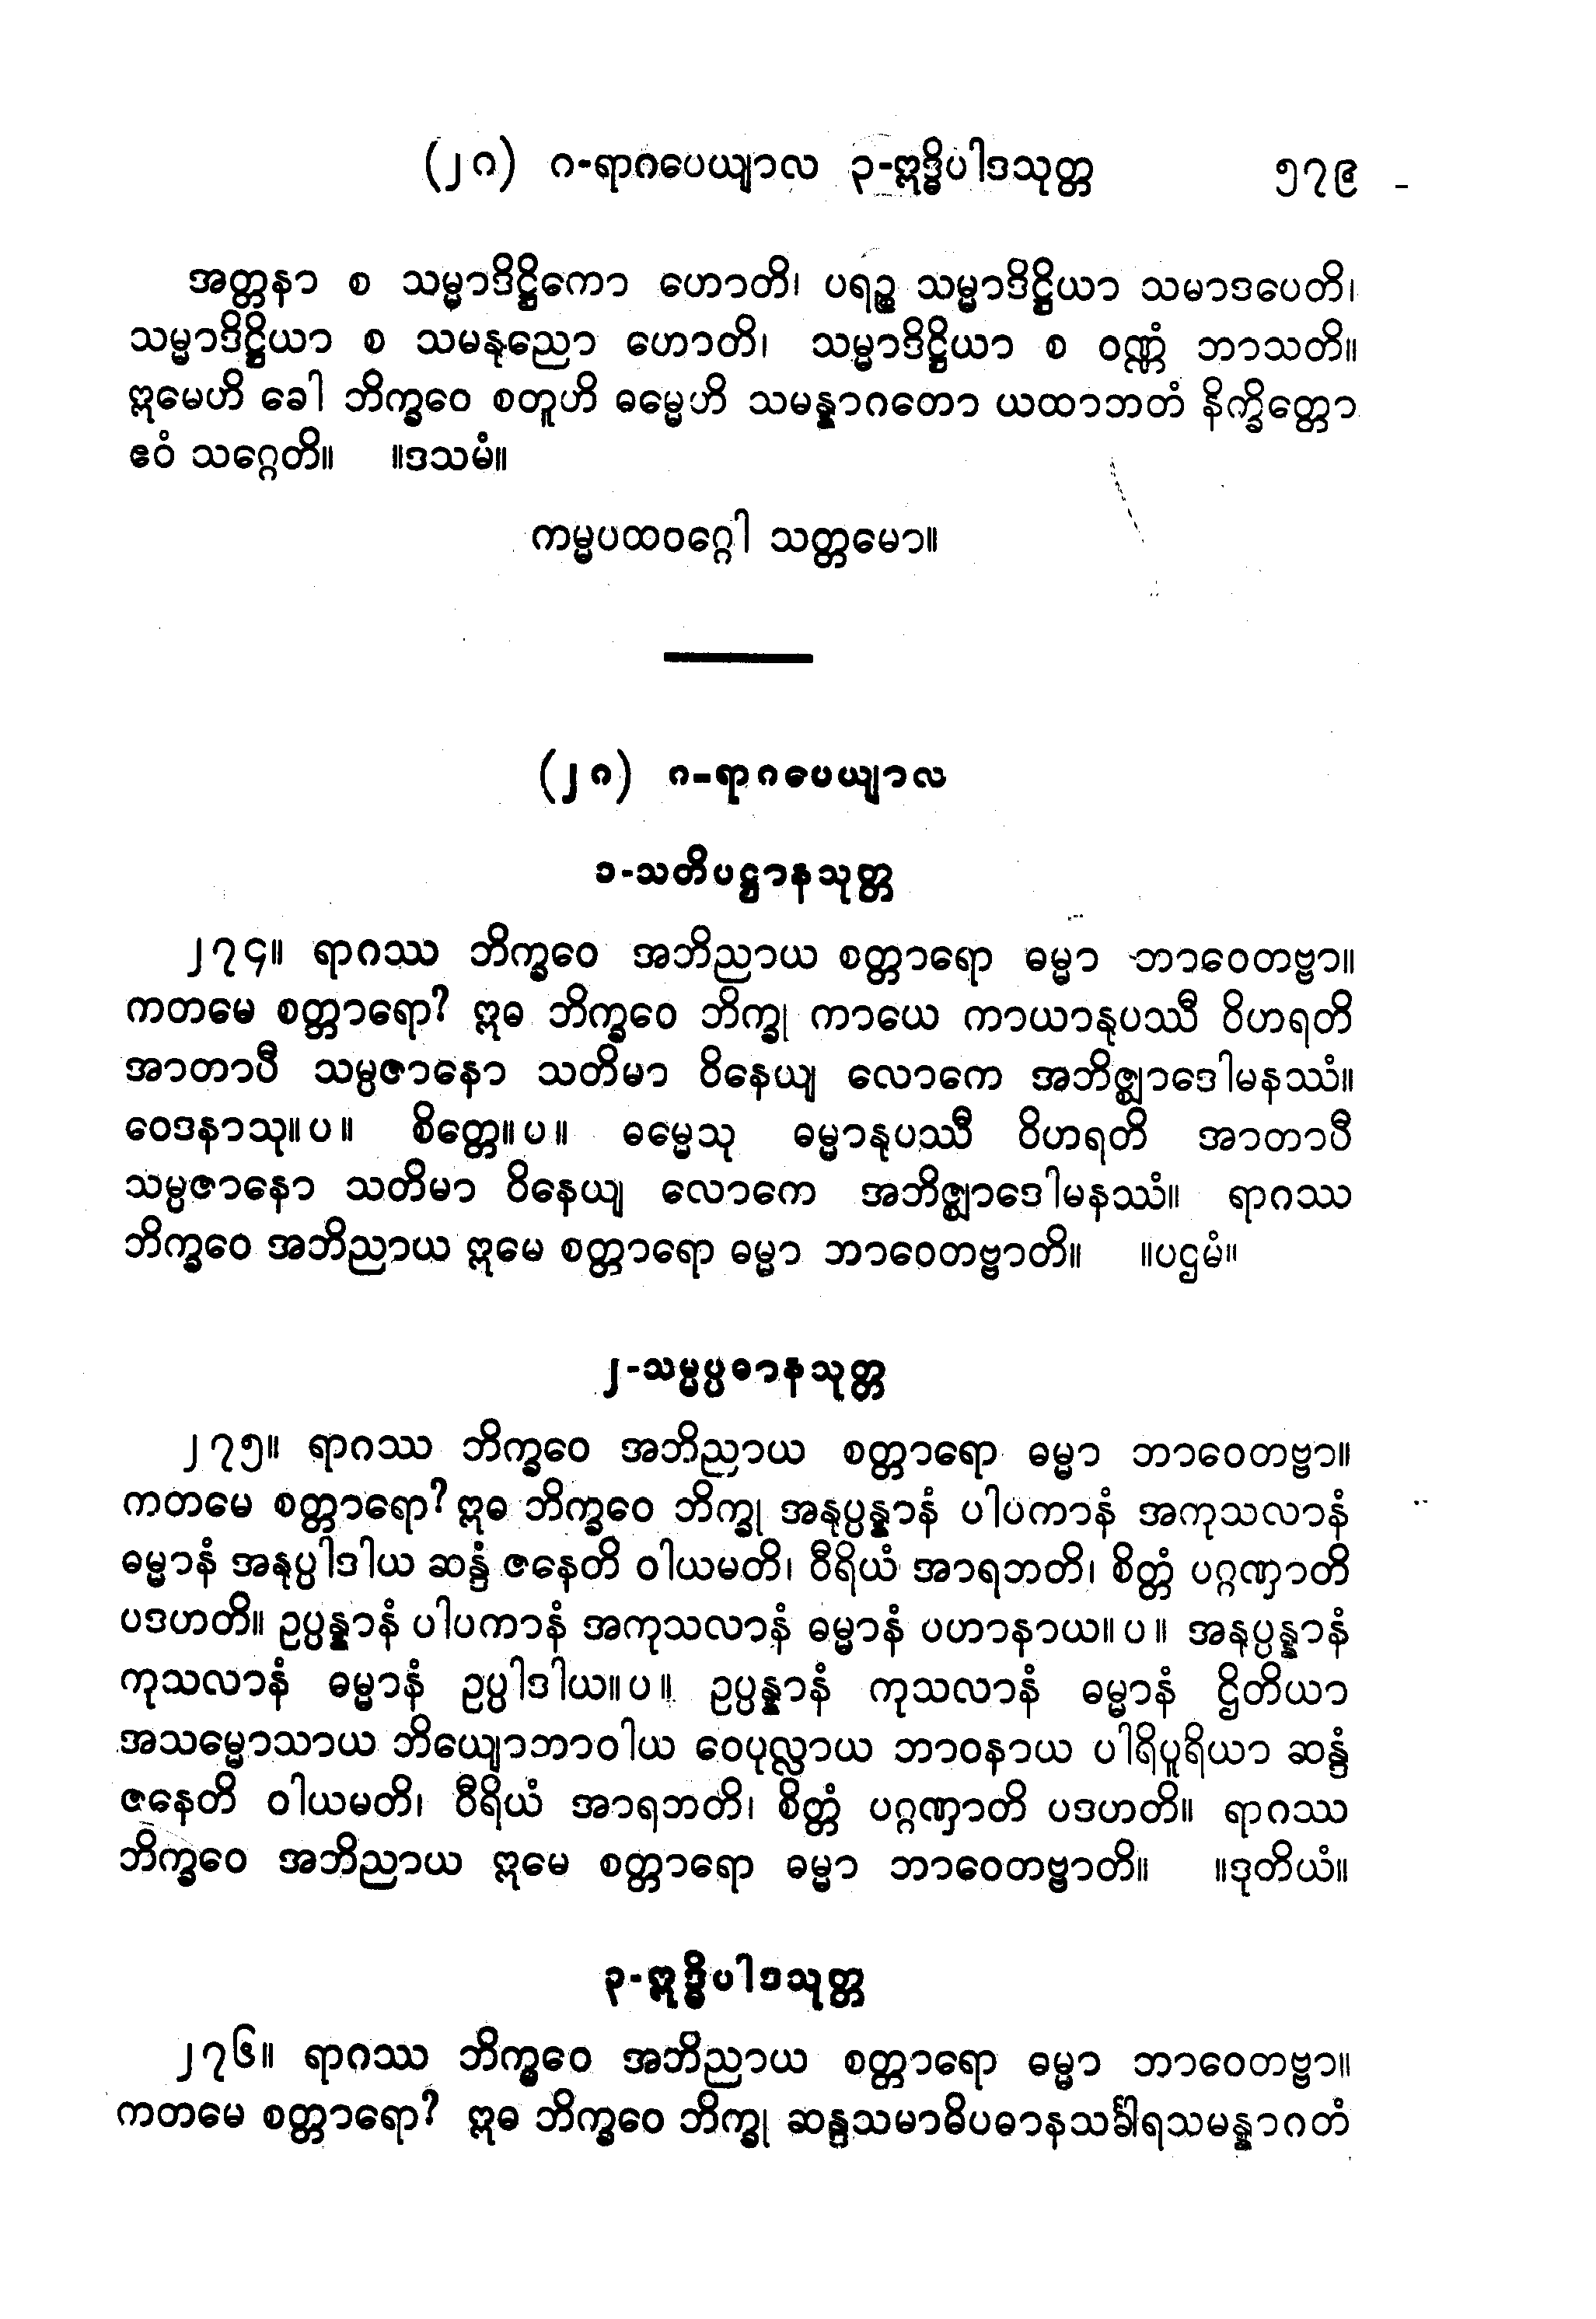 (၂၈) ဂ-ရာဂပေယျာလ ၃-ဣဒ္ဓိပါဒသုတ္တ ၅၇၉
အတ္တနာ စ သမ္မာဒိဋ္ဌိကော ဟောတိ၊ ပရဉ္စ သမ္မာဒိဋ္ဌိယာ သမာဒပေတိ၊
သမ္မာဒိဋ္ဌိယာ စ သမနုညော ဟောတိ၊ သမ္မာဒိဋ္ဌိယာ စ ဝဏ္ဏံ ဘာသတိ။
ဣမေဟိ ခေါ ဘိက္ခဝေ စတူဟိ ဓမ္မေဟိ သမန္နာဂတော ယထာဘတံ နိက္ခိတ္တော
ဧဝံ သဂ္ဂေတိ။ ။ဒသမံ။
ကမ္မပထဝဂ္ဂေါ သတ္တမော။
(၂၈) ဂ-ရာဂပေယျာလ
၁-သတိပဋ္ဌာနသုတ္တ
၂၇၄။ ရာဂဿ ဘိက္ခဝေ အဘိညာယ စတ္တာရော ဓမ္မာ ဘာဝေတဗ္ဗာ။
ကတမေ စတ္တာရော? ဣဓ ဘိက္ခဝေ ဘိက္ခု ကာယေ ကာယာနုပဿီ ဝိဟရတိ
အာတာပီ သမ္ပဇာနော သတိမာ ဝိနေယျ လောကေ အဘိဇ္ဈာဒေါမနဿံ။
ဝေဒနာသု။ပ။ စိတ္တေ။ပ။ ဓမ္မေသု ဓမ္မာနုပဿီ ဝိဟရတိ အာတာပီ
သမ္ပဇာနော သတိမာ ဝိနေယျ လောကေ အဘိဇ္ဈာဒေါမနဿံ။ ရာဂဿ
ဘိက္ခဝေ အဘိညာယ ဣမေ စတ္တာရော ဓမ္မာ ဘာဝေတဗ္ဗာတိ။ ။ပဌမံ။
၂-သမ္မပ္ပဓာနသုတ္တ
၂၇၅။ ရာဂဿ ဘိက္ခဝေ အဘိညာယ စတ္တာရော ဓမ္မာ ဘာဝေတဗ္ဗာ။
ကတမေ စတ္တာရော? ဣဓ ဘိက္ခဝေ ဘိက္ခု အနုပ္ပန္နာနံ ပါပကာနံ အကုသလာနံ
ဓမ္မာနံ အနုပ္ပါဒါယ ဆန္ဒံ ဇနေတိ ဝါယမတိ၊ ဝီရိယံ အာရဘတိ၊ စိတ္တံ ပဂ္ဂဏှာတိ
ပဒဟတိ။ ဥပ္ပန္နာနံ ပါပကာနံ အကုသလာနံ ဓမ္မာနံ ပဟာနာယ။ပ။ အနုပ္ပန္နာနံ
ကုသလာနံ ဓမ္မာနံ ဥပ္ပါဒါယ။ပ။ ဥပ္ပန္နာနံ ကုသလာနံ ဓမ္မာနံ ဌိတိယာ
အသမ္မောသာယ ဘိယျောဘာဝါယ ဝေပုလ္လာယ ဘာဝနာယ ပါရိပူရိယာ ဆန္ဒံ
ဇနေတိ ဝါယမတိ၊ ဝီရိယံ အာရဘတိ၊ စိတ္တံ ပဂ္ဂဏှာတိ ပဒဟတိ။ ရာဂဿ
ဘိက္ခဝေ အဘိညာယ ဣမေ စတ္တာရော ဓမ္မာ ဘာဝေတဗ္ဗာတိ။ ။ဒုတိယံ။
၃-ဣဒ္ဓိပါဒသုတ္တ
၂၇၆။ ရာဂဿ ဘိက္ခဝေ အဘိညာယ စတ္တာရော ဓမ္မာ ဘာဝေတဗ္ဗာ။
ကတမေ စတ္တာရော? ဣဓ ဘိက္ခဝေ ဘိက္ခု ဆန္ဒသမာဓိပဓာနသင်္ခါရသမန္နာဂတံ